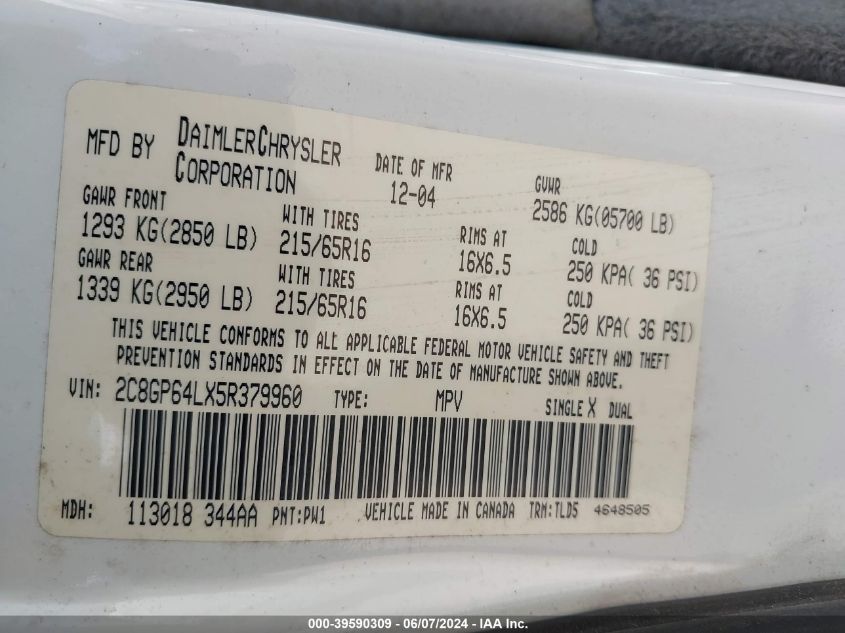 MFD BY DAIMLERCHRYSLER CORPORATION
DATE OF MFR 12-04
GVWR 2586 KG(05700 LB)
GAWR FRONT WITH TIRES RIMS AT COLD
1293 KG(2850 LB) 215/65R16 16X6.5 250 KPA( 36 PSI)
GAWR REAR WITH TIRES RIMS AT COLD
1339 KG(2950 LB) 215/65R16 16X6.5 250 KPA( 36 PSI)
THIS VEHICLE CONFORMS TO ALL APPLICABLE FEDERAL MOTOR VEHICLE SAFETY AND THEFT
PREVENTION STANDARDS IN EFFECT ON THE DATE OF MANUFACTURE SHOWN ABOVE.
VIN: 2C8GP64LX5R379960 TYPE: MPV SINGLE X DUAL
MDH: 113018 344AA PNT:PW1 VEHICLE MADE IN CANADA TRM:TLD5 4648505
000-39590309 - 06/07/2024 - IAA Inc.